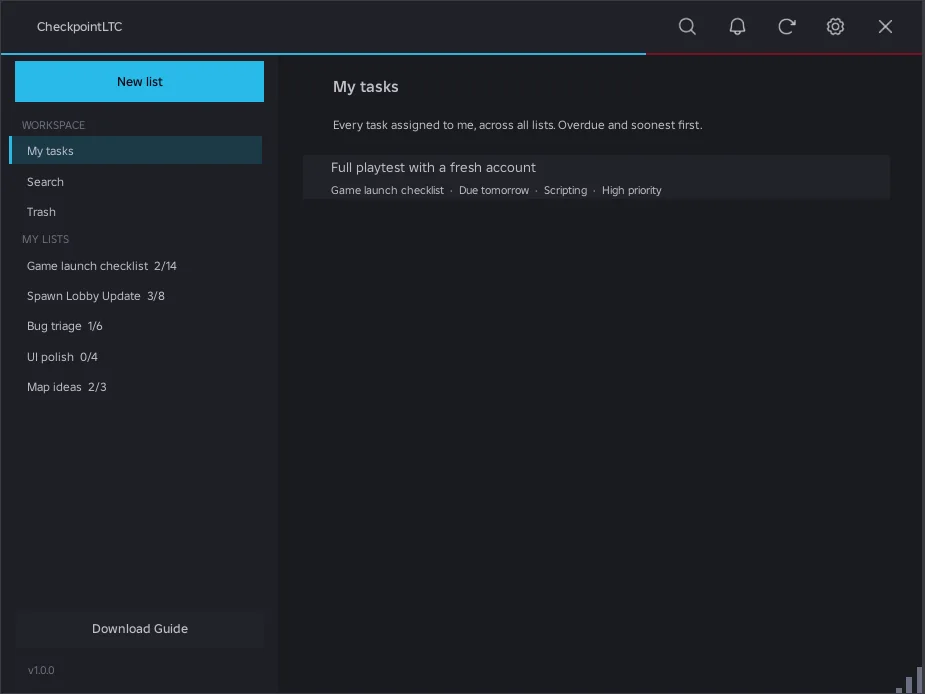 CheckpointLTC
New list
WORKSPACE
My tasks
Search
Trash
MY LISTS
Game launch checklist 2/14
Spawn Lobby Update 3/8
Bug triage 1/6
UI polish 0/4
Map ideas 2/3
Download Guide
v1.0.0
My tasks
Every task assigned to me, across all lists. Overdue and soonest first.
Full playtest with a fresh account
Game launch checklist · Due tomorrow · Scripting · High priority